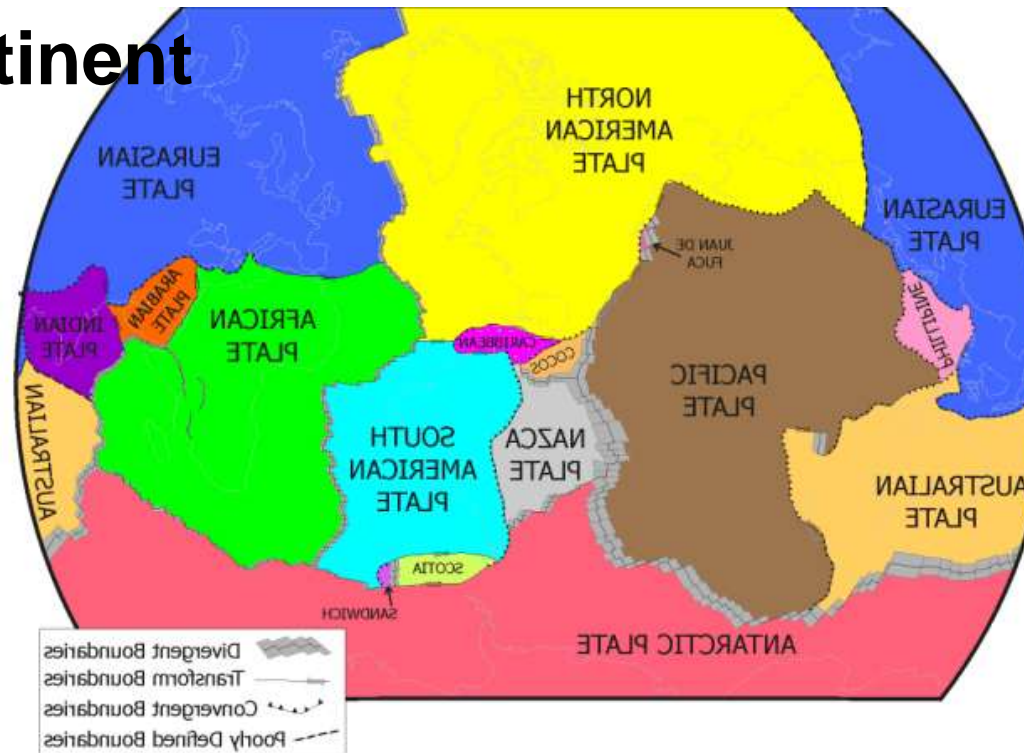 tinent
NORTH
AMERICAN
PLATE
EURASIAN
PLATE
EURASIAN
PLATE
JUAN DE
FUCA
ARABIAN
PLATE
INDIAN
PLATE
AFRICAN
PLATE
PHILLIPINE
CARIBBEAN
COCOS
PACIFIC
PLATE
AUSTRALIAN
SOUTH
AMERICAN
PLATE
NAZCA
PLATE
AUSTRALIA
PLATE
SCOTIA
SANDWICH
ANTARCTIC PLATE
Divergent Boundaries
Transform Boundaries
Convergent Boundaries
Poorly Defined Boundaries